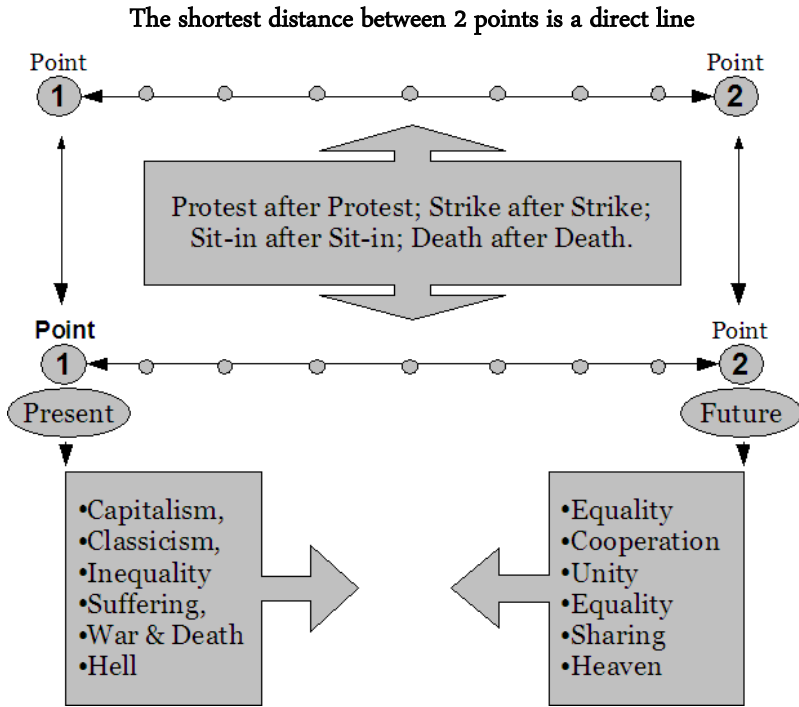 The shortest distance between 2 points is a direct line
Point
1
Point
2
Protest after Protest; Strike after Strike;
Sit-in after Sit-in; Death after Death.
Point
1
Point
2
Present
Future
•Capitalism,
•Classicism,
•Inequality
•Suffering,
•War & Death
•Hell
•Equality
•Cooperation
•Unity
•Equality
•Sharing
•Heaven